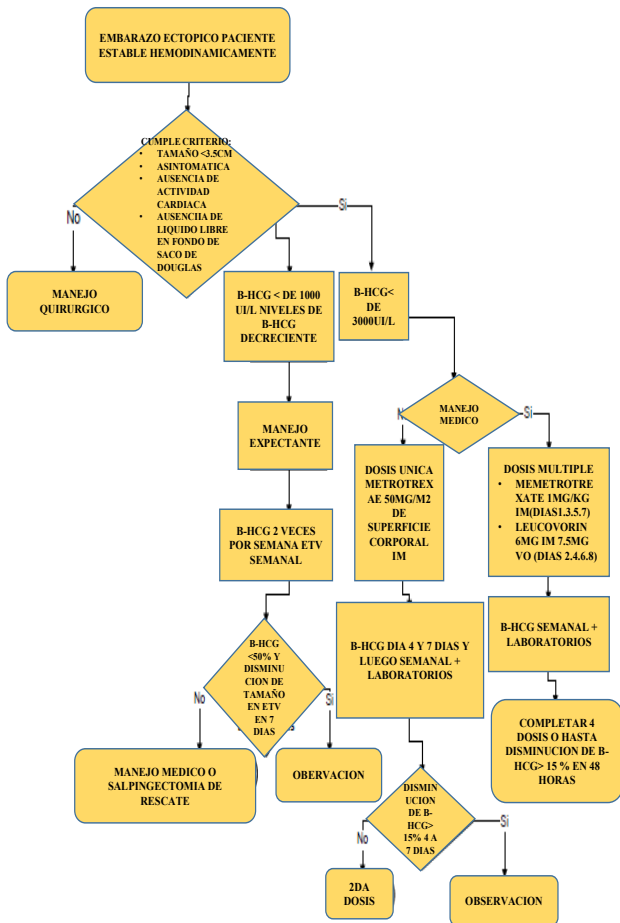 EMBARAZO ECTOPICO PACIENTE
ESTABLE HEMODINAMICAMENTE
CUMPLE CRITERIO:
• TAMAÑO <3.5CM
• ASINTOMATICA
• AUSENCIA DE
ACTIVIDAD
CARDIACA
• AUSENCIIA DE
LIQUIDO LIBRE
EN FONDO DE
SACO DE
DOUGLAS
No
Si
MANEJO
QUIRURGICO
B-HCG < DE 1000
UI/L NIVELES DE
B-HCG
DECRECIENTE
B-HCG<
DE
3000UI/L
MANEJO
EXPECTANTE
MANEJO
MEDICO
N
Si
DOSIS UNICA
METROTREX
AE 50MG/M2
DE
SUPERFICIE
CORPORAL
IM
DOSIS MULTIPLE
• MEMETROTRE
XATE 1MG/KG
IM(DIAS1.3.5.7)
• LEUCOVORIN
6MG IM 7.5MG
VO (DIAS 2.4.6.8)
B-HCG 2 VECES
POR SEMANA ETV
SEMANAL
B-HCG DIA 4 Y 7 DIAS Y
LUEGO SEMANAL +
LABORATORIOS
B-HCG SEMANAL +
LABORATORIOS
B-HCG
<50% Y
DISMINU
CION DE
TAMAÑO
EN ETV
EN 7
DIAS
No
Si
COMPLETAR 4
DOSIS O HASTA
DISMINUCION DE B-
HCG> 15 % EN 48
HORAS
MANEJO MEDICO O
SALPINGECTOMIA DE
RESCATE
OBERVACION
DISMI
NUCION
DE B-
HCG>
15% 4 A
7 DIAS
No
Si
2DA
DOSIS
OBSERVACION